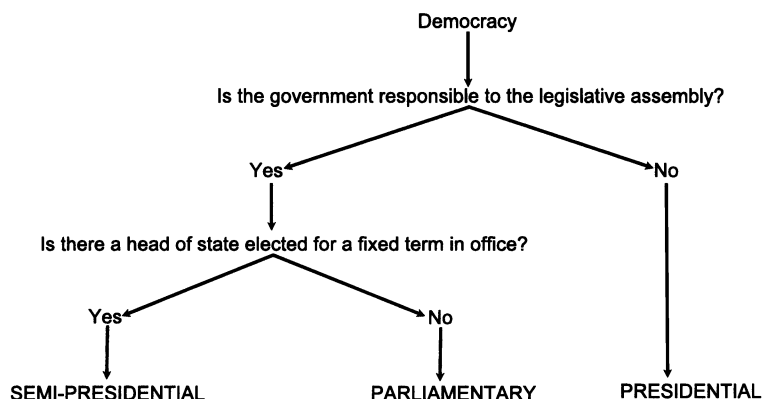 Democracy
Is the government responsible to the legislative assembly?
Yes
No
Is there a head of state elected for a fixed term in office?
Yes
No
SEMI-PRESIDENTIAL
PARLIAMENTARY
PRESIDENTIAL